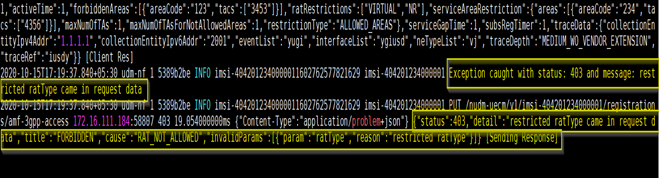 1,"activeTime":1,"forbiddenAreas":[{"areaCode":"123","tacs":["3453"]}],"ratRestrictions":["VIRTUAL","NR"],"serviceAreaRestriction":{"areas":[{"areaCode":"234","ta
cs":["4356"]}],"maxNumOfTAs":1,"maxNumOfTAsForNotAllowedAreas":1,"restrictionType":"ALLOWED_AREAS"},"serviceGapTime":1,"subsRegTimer":1,"traceData":{"collectionEn
tityIpv4Addr":"1.1.1.1","collectionEntityIpv6Addr":"2001","eventList":"yugi","interfaceList":"ygiusd","neTypeList":"vj","traceDepth":"MEDIUM_WO_VENDOR_EXTENSION",
"traceRef":"iusdy"}} [Client Res]
2020-10-15T17:19:37.840+05:30 udm-nf 1 5389b2be INFO imsi-4042012340000011602762577821629 imsi-404201234000001 Exception caught with status: 403 and message: rest
ricted ratType came in request data
2020-10-15T17:19:37.840+05:30 udm-nf 1 5389b2be INFO imsi-4042012340000011602762577821629 imsi-404201234000001 PUT /nudm-uecm/v1/imsi-404201234000001/registration
s/amf-3gpp-access 172.16.111.184:58807 403 19.054000000ms {"Content-Type":"application/problem+json"} {"status":403,"detail":"restricted ratType came in request d
ata","title":"FORBIDDEN","cause":"RAT_NOT_ALLOWED","invalidParams":[{"param":"ratType","reason":"restricted ratType"}]} [Sending Response]